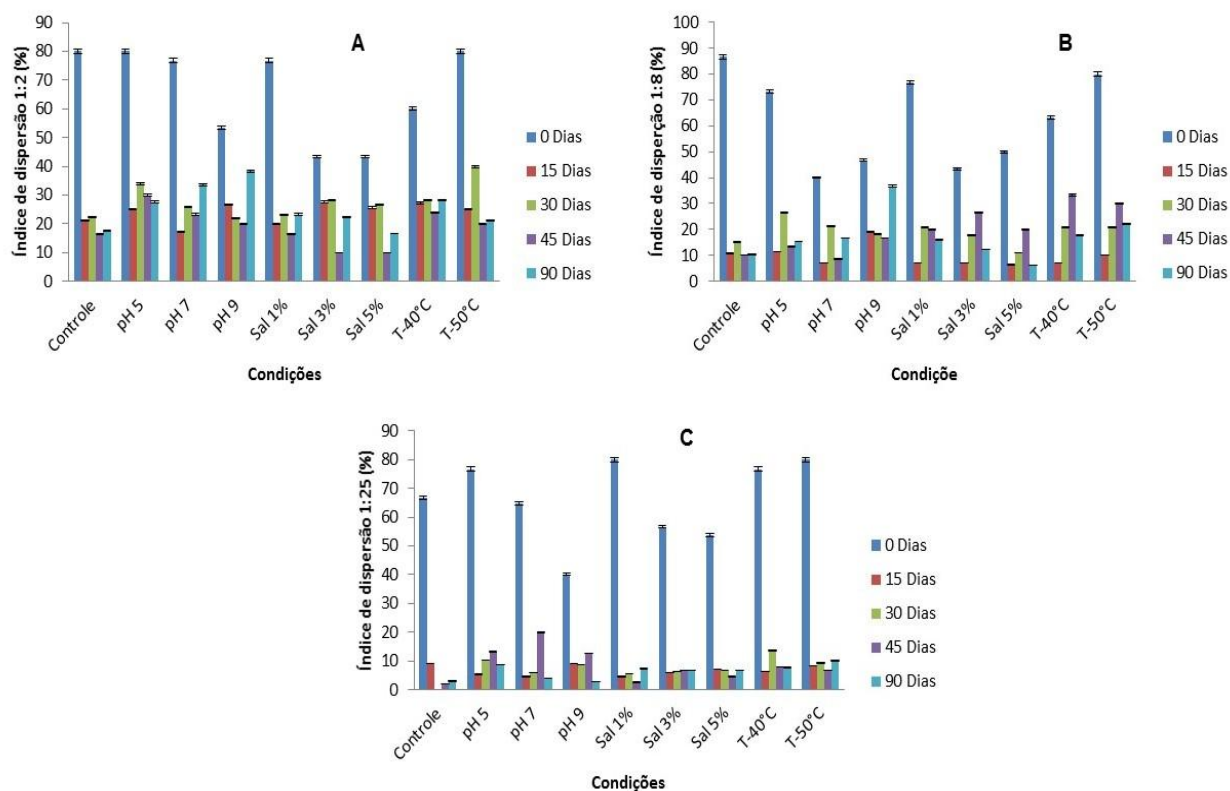 A
Índice de dispersão 1:2 (%)
90
80
70
60
50
40
30
20
10
0
Controle
pH 5
pH 7
pH 9
Sal 1%
Sal 3%
Sal 5%
T-40°C
T-50°C
Condições
0 Dias
15 Dias
30 Dias
45 Dias
90 Dias
B
Índice de disperção 1:8 (%)
100
90
80
70
60
50
40
30
20
10
0
Controle
pH 5
pH 7
pH 9
Sal 1%
Sal 3%
Sal 5%
T-40°C
T-50°C
Condiçõe
0 Dias
15 Dias
30 Dias
45 Dias
90 Dias
C
Índice de dispersão 1:25 (%)
90
80
70
60
50
40
30
20
10
0
Controle
pH 5
pH 7
pH 9
Sal 1%
Sal 3%
Sal 5%
T-40°C
T-50°C
Condições
0 Dias
15 Dias
30 Dias
45 Dias
90 Dias